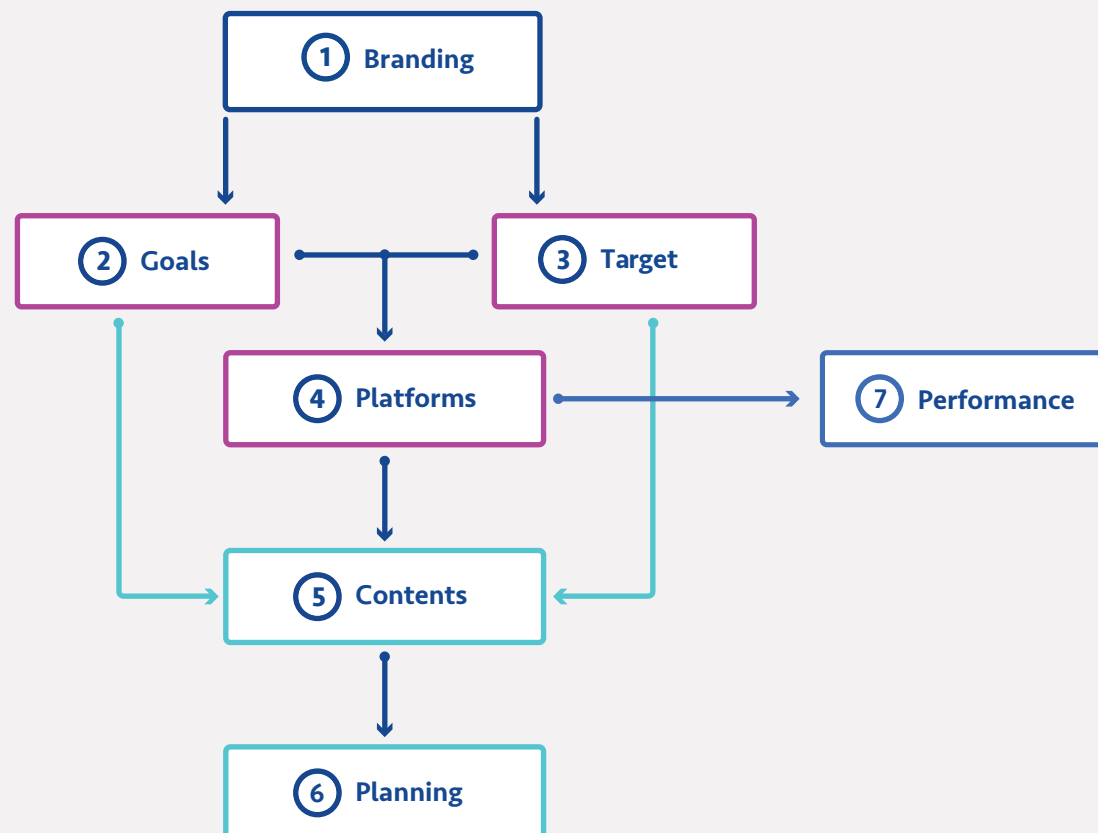 1 Branding
2 Goals
3 Target
4 Platforms
7 Performance
5 Contents
6 Planning